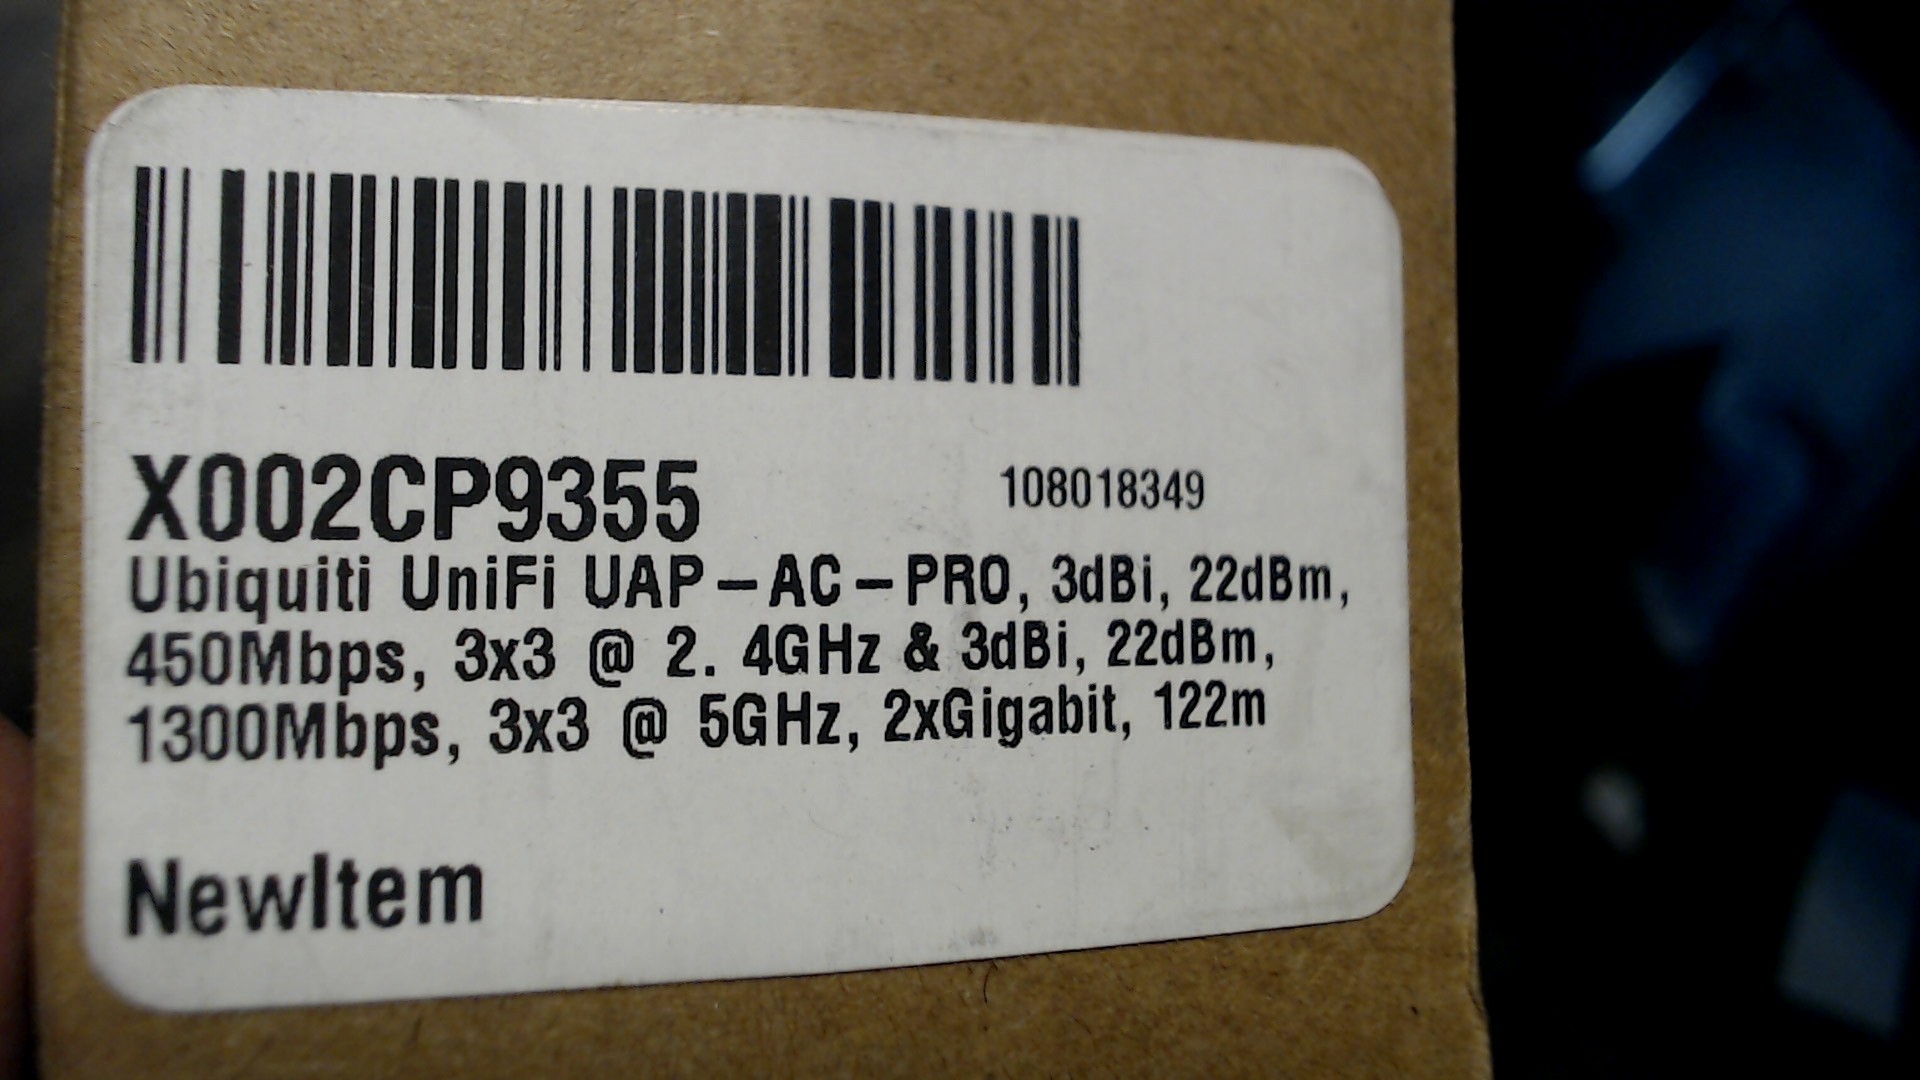 X002CP9355 108018349
Ubiquiti UniFi UAP-AC-PRO, 3dBi, 22dBm,
450Mbps, 3x3 @ 2. 4GHz & 3dBi, 22dBm,
1300Mbps, 3x3 @ 5GHz, 2xGigabit, 122m
NewItem